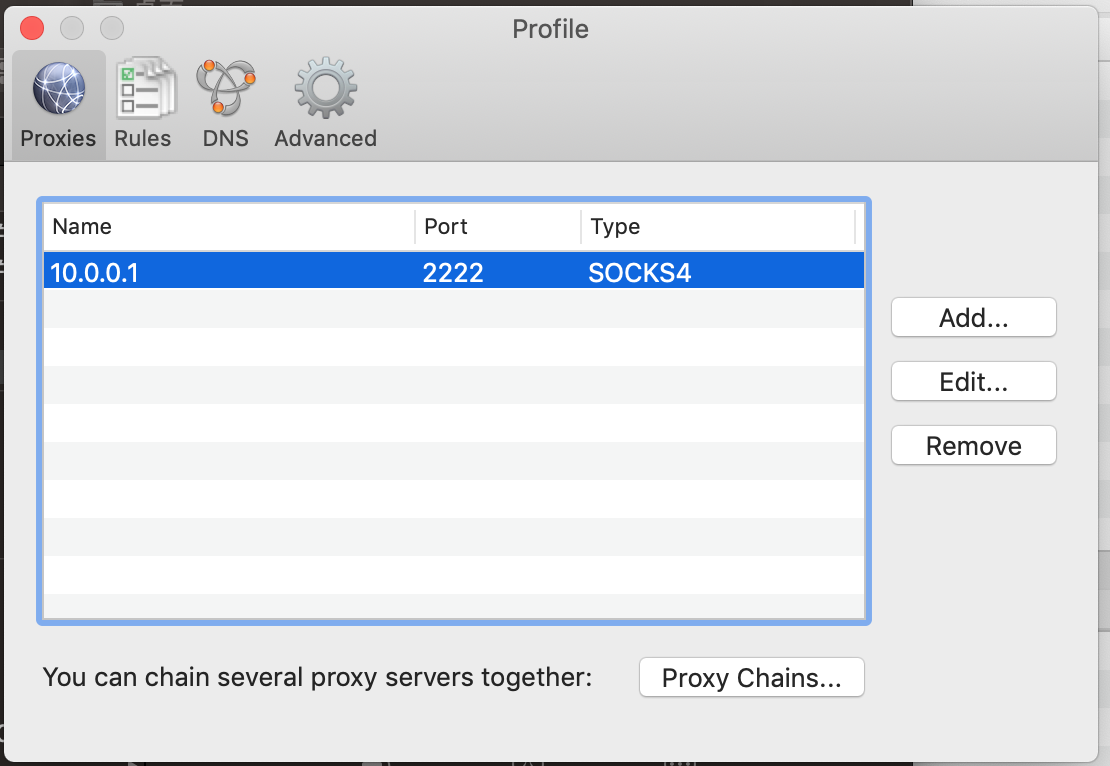 Profile
Proxies Rules DNS Advanced
Name Port Type
10.0.0.1 2222 SOCKS4
Add...
Edit...
Remove
You can chain several proxy servers together: Proxy Chains...